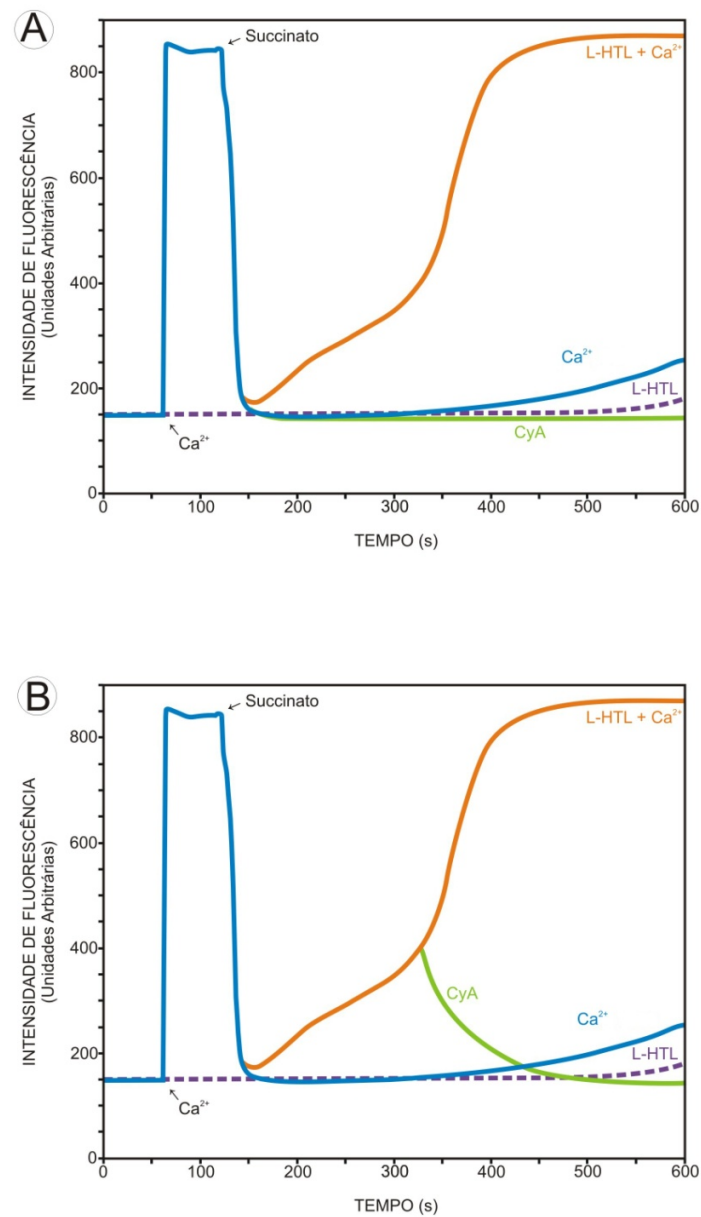 A
INTENSIDADE DE FLUORESCÊNCIA
(Unidades Arbitrárias)
800
600
400
200
0
Succinato
L-HTL + Ca²⁺
Ca²⁺
L-HTL
CyA
Ca²⁺
0
100
200
300
400
500
600
TEMPO (s)
B
INTENSIDADE DE FLUORESCÊNCIA
(Unidades Arbitrárias)
800
600
400
200
0
Succinato
L-HTL + Ca²⁺
CyA
Ca²⁺
L-HTL
Ca²⁺
0
100
200
300
400
500
600
TEMPO (s)